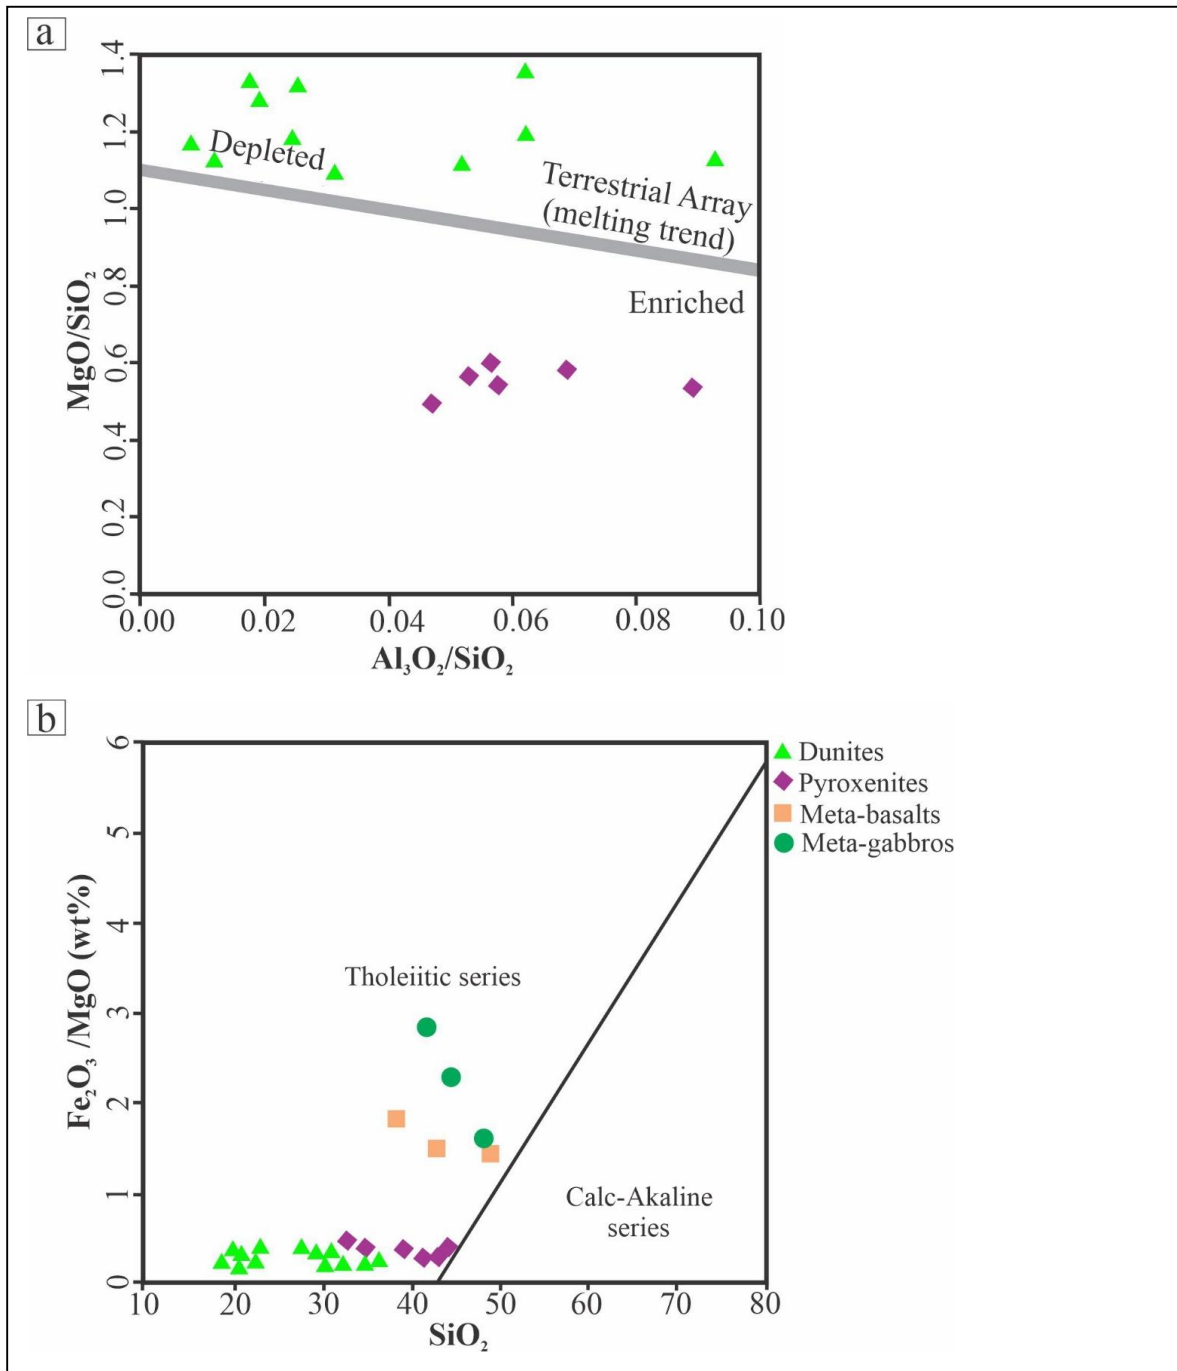 a
1.4
1.2
1.0
0.8
0.6
0.4
0.2
0.0
MgO/SiO₂
Depleted
Terrestrial Array
(melting trend)
Enriched
0.00 0.02 0.04 0.06 0.08 0.10
Al₃O₂/SiO₂
b
6
5
4
3
2
1
0
Fe₂O₃ /MgO (wt%)
Dunites
Pyroxenites
Meta-basalts
Meta-gabbros
Tholeiitic series
Calc-Akaline
series
10 20 30 40 50 60 70 80
SiO₂